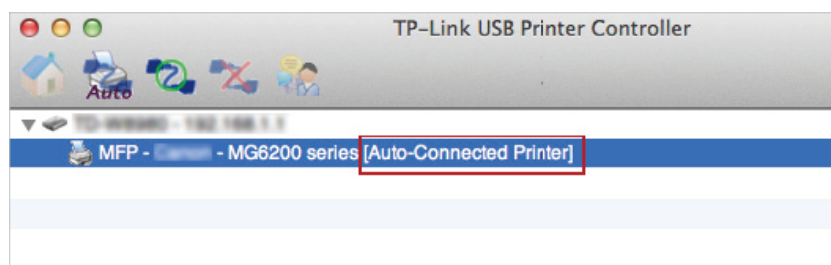 TP-Link USB Printer Controller
Auto
MFP - - MG6200 series [Auto-Connected Printer]